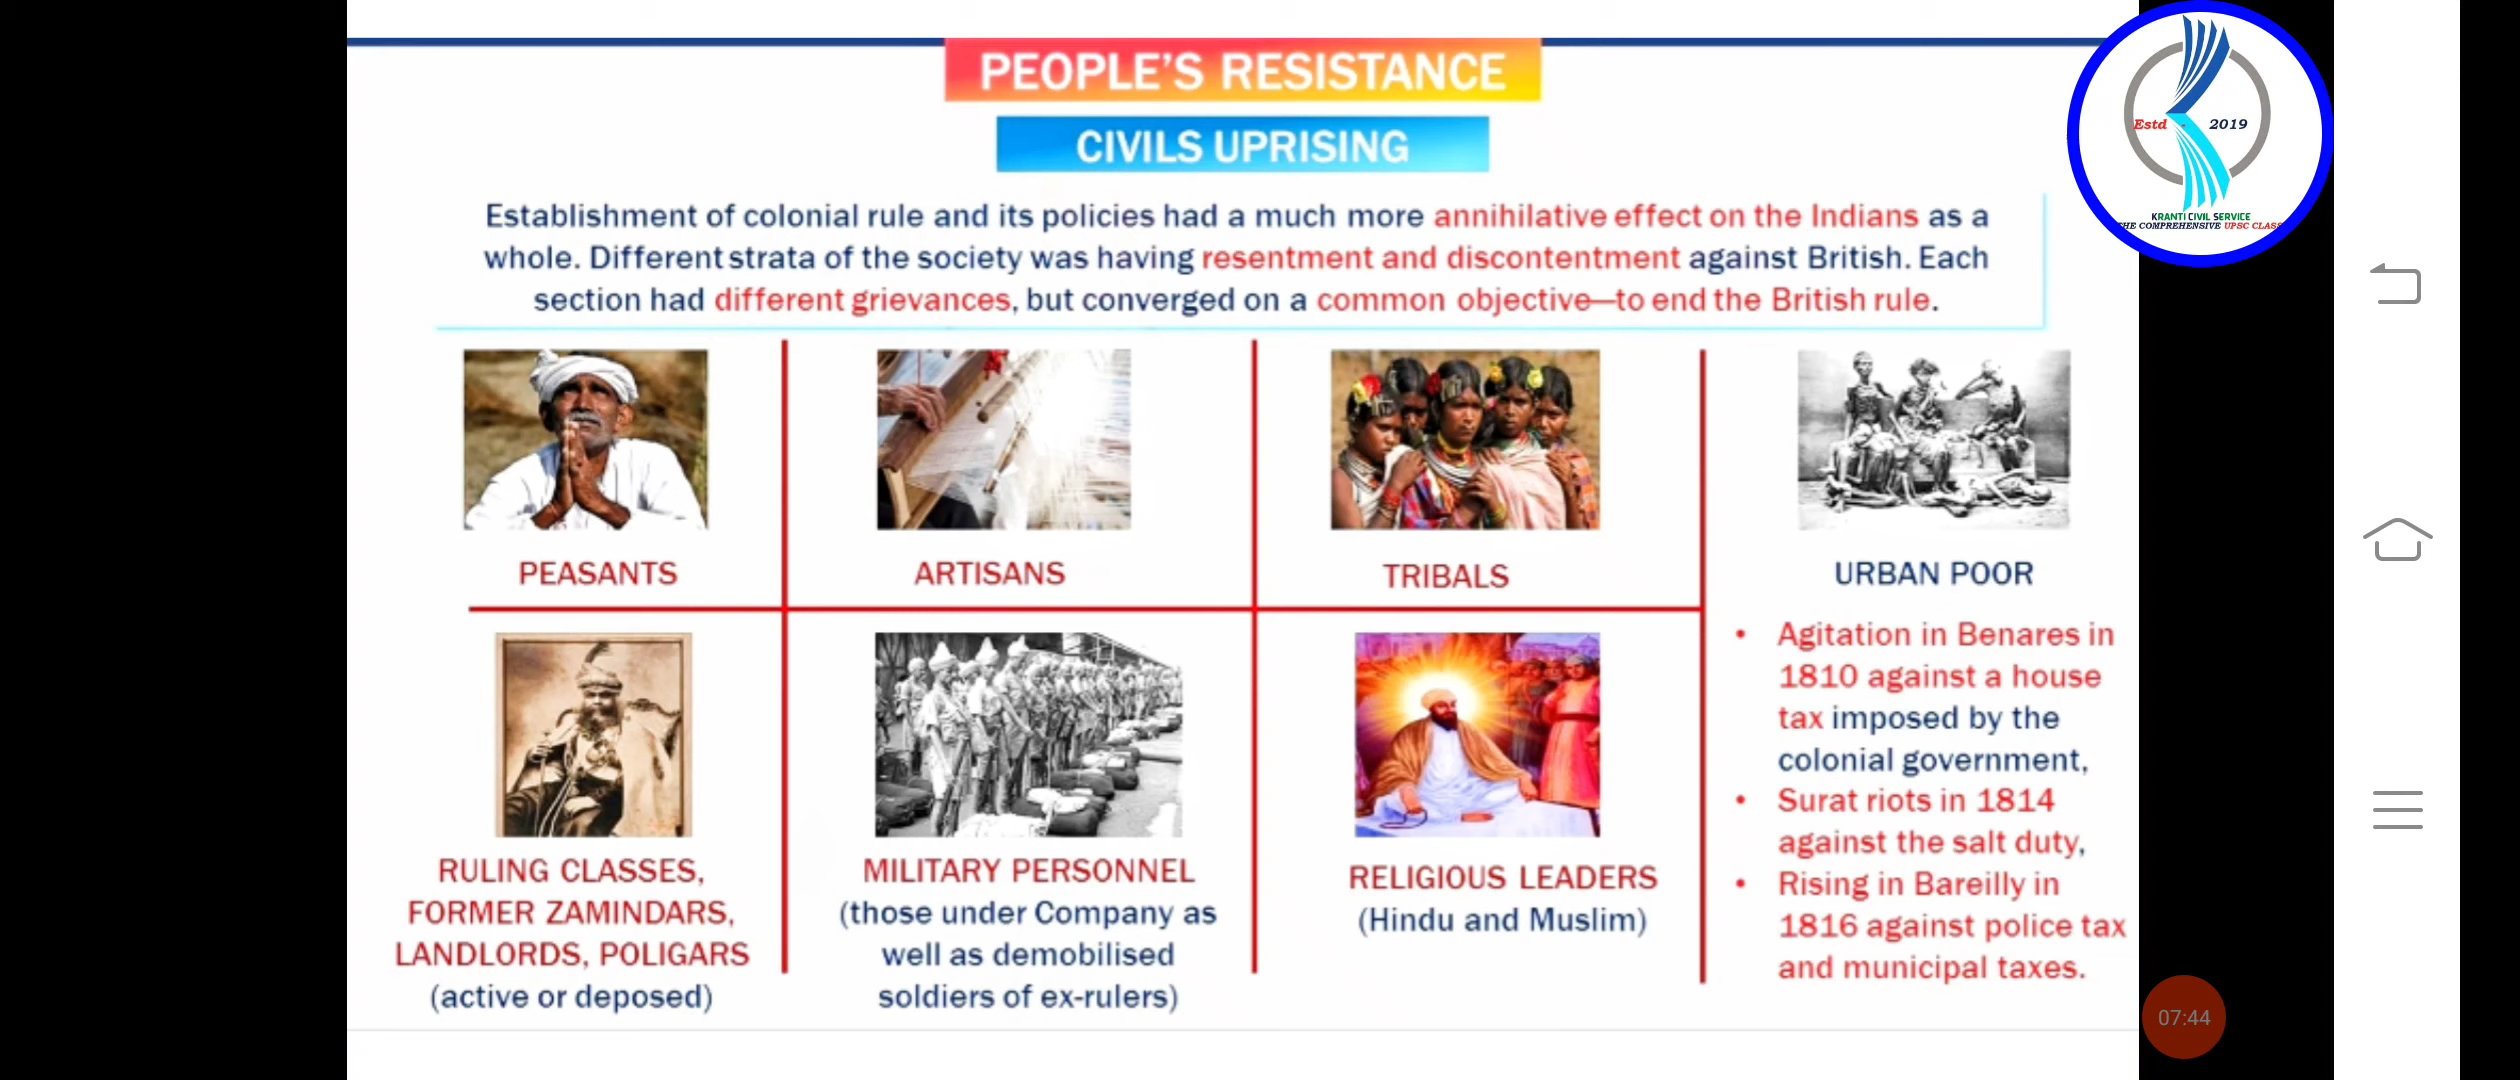 PEOPLE'S RESISTANCE
CIVILS UPRISING
Establishment of colonial rule and its policies had a much more annihilative effect on the Indians as a
whole. Different strata of the society was having resentment and discontentment against British. Each
section had different grievances, but converged on a common objective—to end the British rule.
PEASANTS
ARTISANS
TRIBALS
RULING CLASSES,
FORMER ZAMINDARS,
LANDLORDS, POLIGARS
(active or deposed)
MILITARY PERSONNEL
(those under Company as
well as demobilised
soldiers of ex-rulers)
RELIGIOUS LEADERS
(Hindu and Muslim)
URBAN POOR
• Agitation in Benares in
1810 against a house
tax imposed by the
colonial government,
• Surat riots in 1814
against the salt duty,
• Rising in Bareilly in
1816 against police tax
and municipal taxes.
Estd - 2019
KRANTI CIVIL SERVICE
THE COMPREHENSIVE UPSC CLASS
07:44